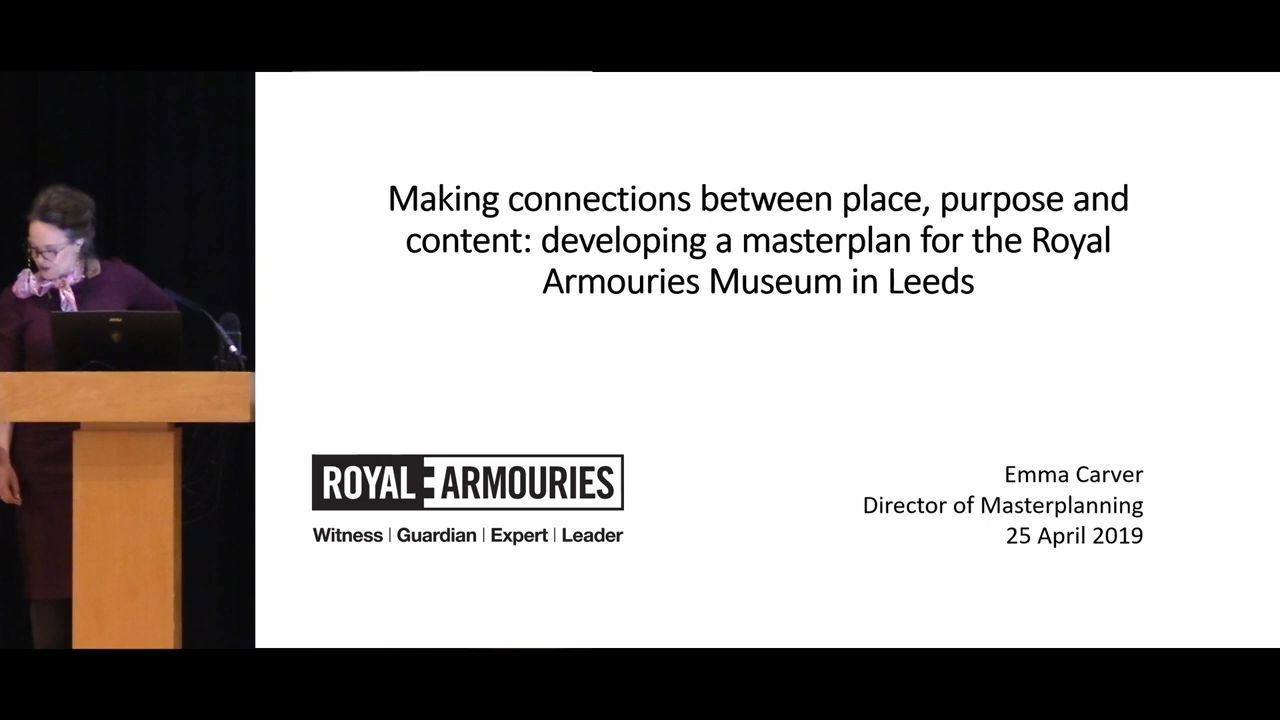 Making connections between place, purpose and
content: developing a masterplan for the Royal
Armouries Museum in Leeds
ROYAL ARMOURIES
Witness | Guardian | Expert | Leader
Emma Carver
Director of Masterplanning
25 April 2019